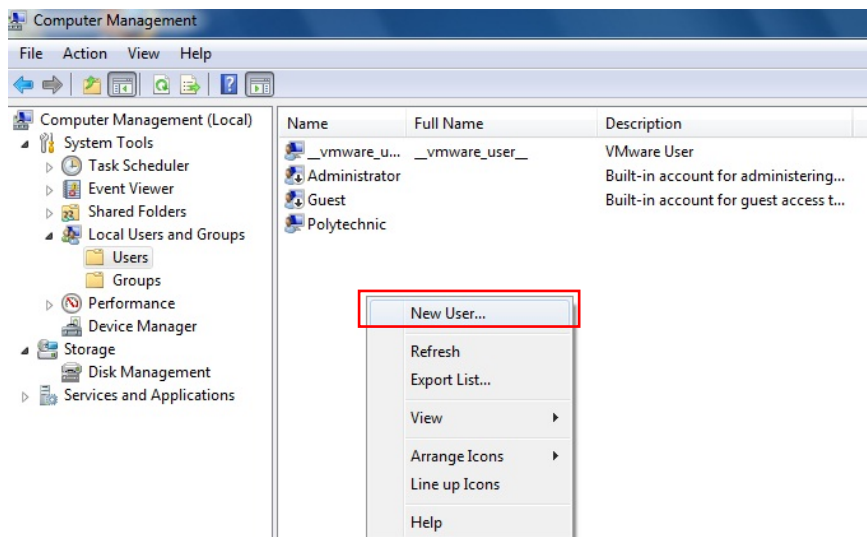 Computer Management
File Action View Help
Computer Management (Local)
System Tools
Task Scheduler
Event Viewer
Shared Folders
Local Users and Groups
Users
Groups
Performance
Device Manager
Storage
Disk Management
Services and Applications
Name Full Name Description
__vmware_u... __vmware_user__ VMware User
Administrator Built-in account for administering...
Guest Built-in account for guest access t...
Polytechnic
New User...
Refresh
Export List...
View
Arrange Icons
Line up Icons
Help